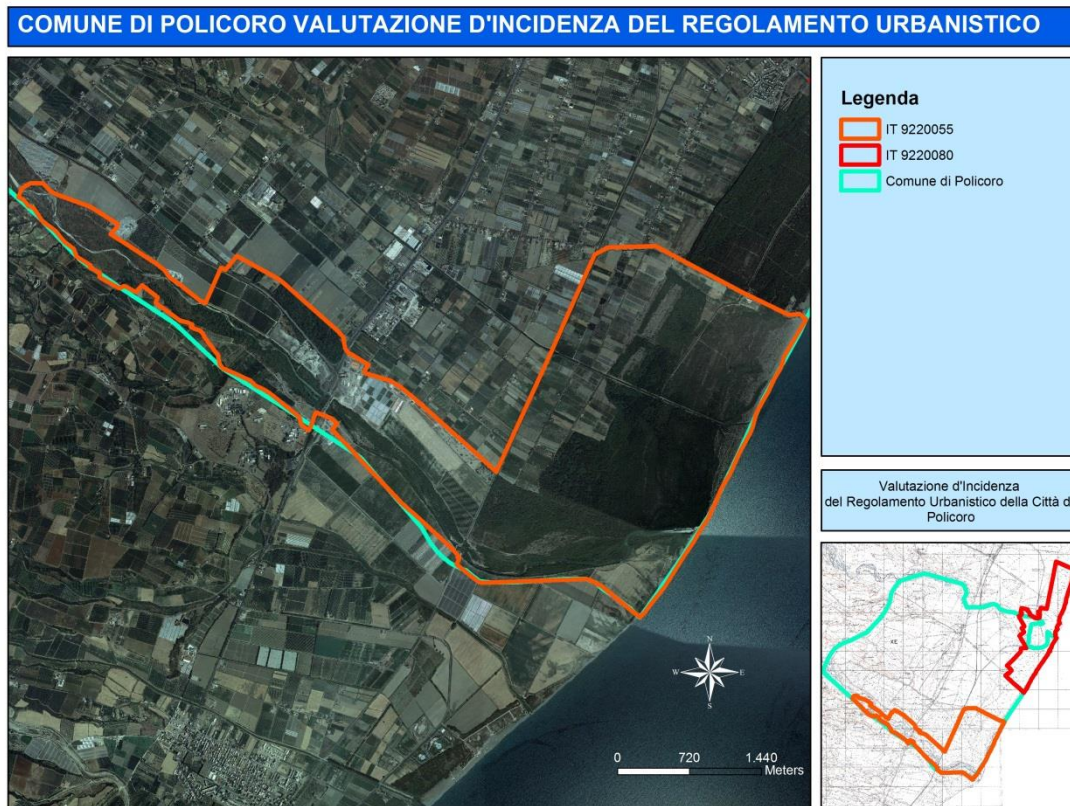 COMUNE DI POLICORO VALUTAZIONE D'INCIDENZA DEL REGOLAMENTO URBANISTICO
Legenda
IT 9220055
IT 9220080
Comune di Policoro
Valutazione d'Incidenza
del Regolamento Urbanistico della Città d
Policoro
N
W E
S
0 720 1.440
Meters